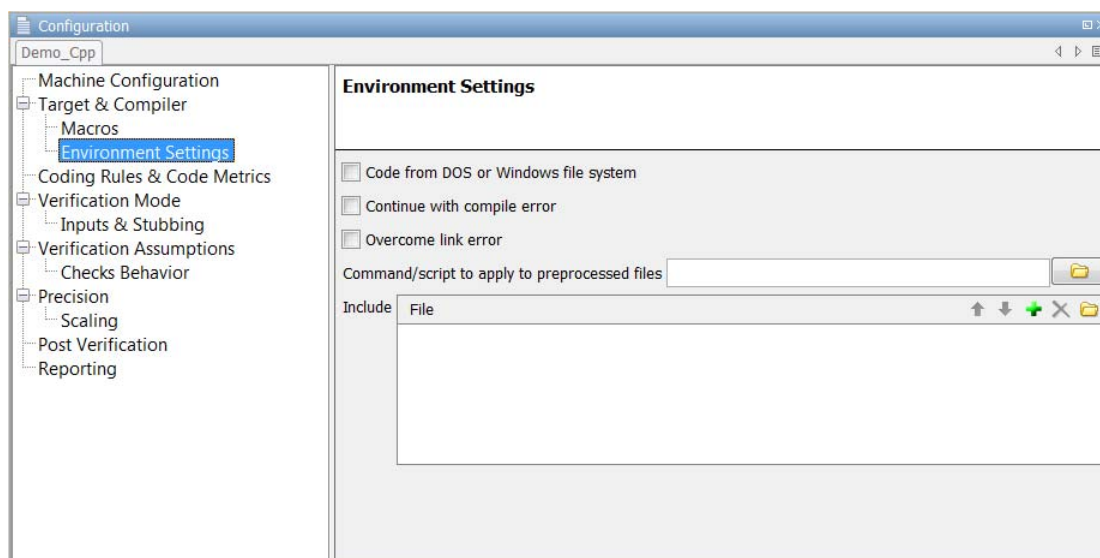 Configuration
Demo_Cpp
Machine Configuration
Target & Compiler
Macros
Environment Settings
Coding Rules & Code Metrics
Verification Mode
Inputs & Stubbing
Verification Assumptions
Checks Behavior
Precision
Scaling
Post Verification
Reporting
Environment Settings
Code from DOS or Windows file system
Continue with compile error
Overcome link error
Command/script to apply to preprocessed files
Include
File